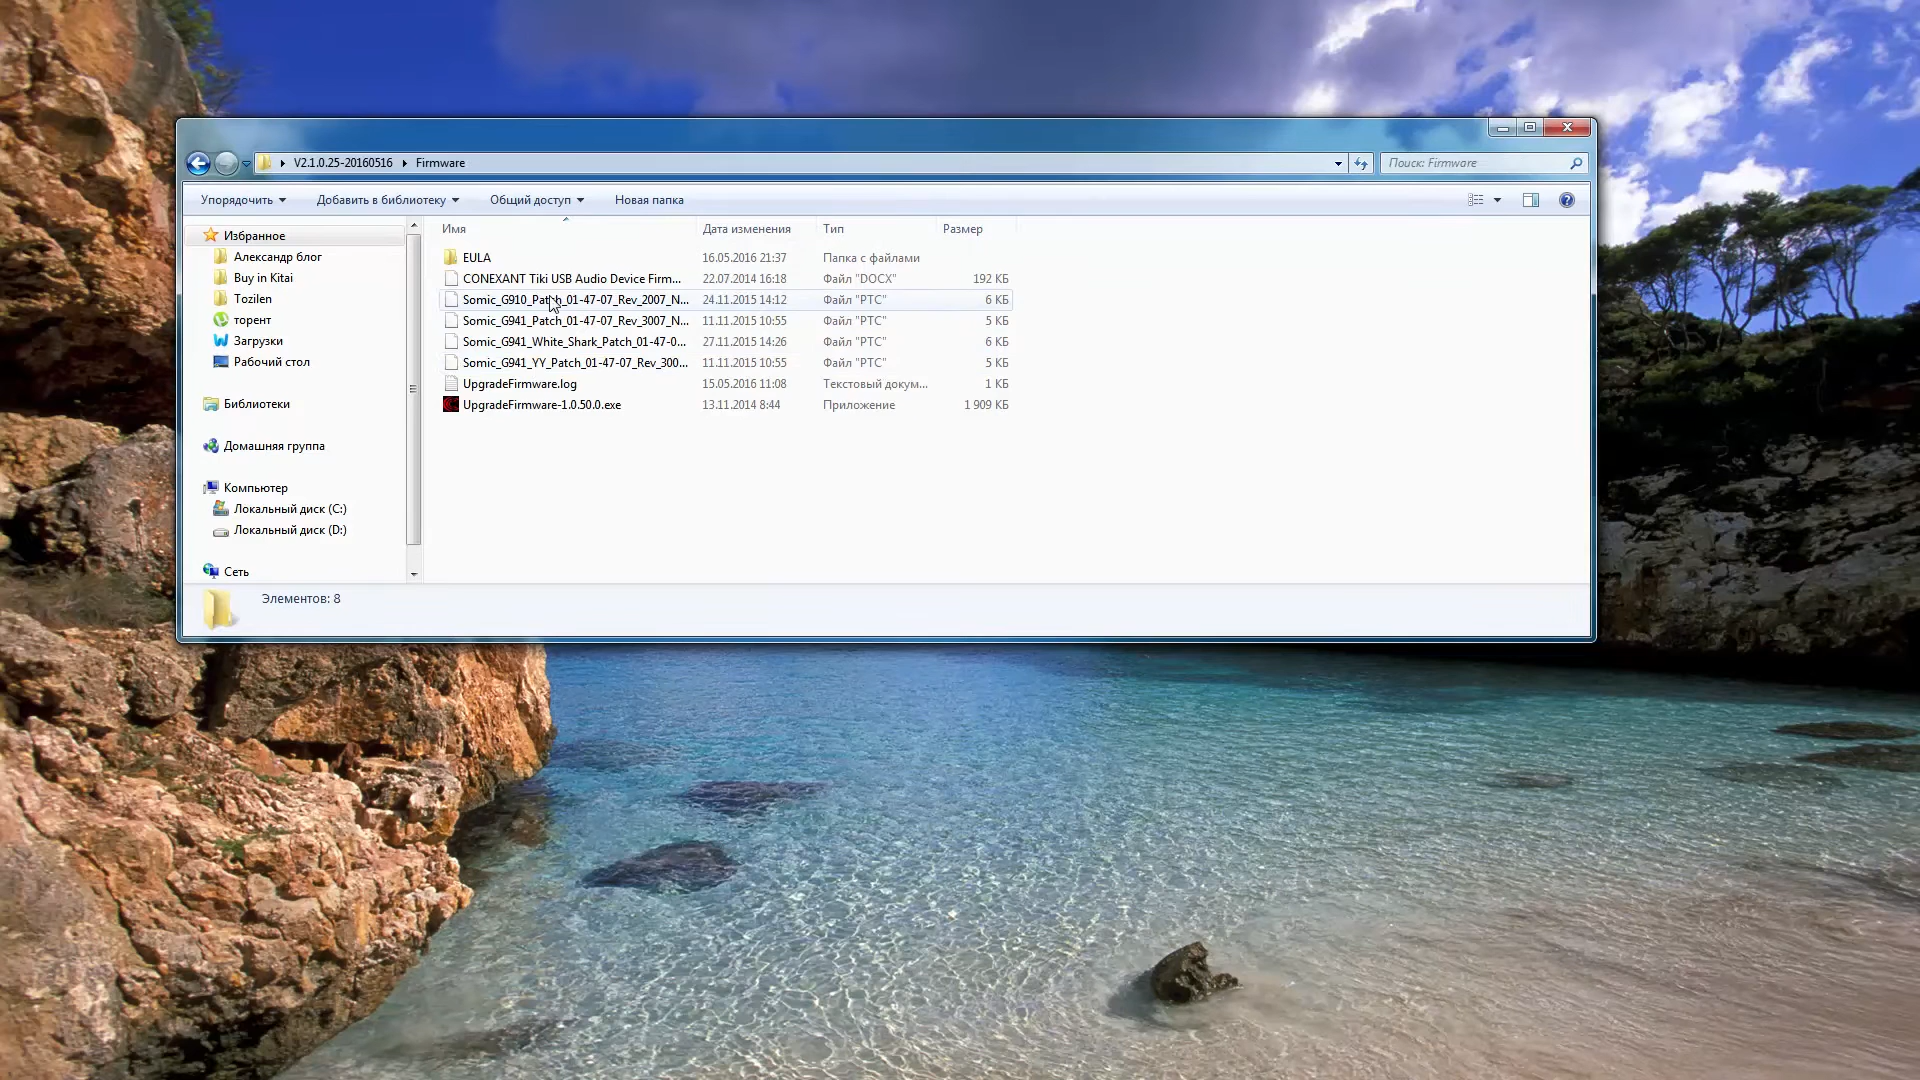 V2.1.0.25-20160516 Firmware
Поиск: Firmware
Упорядочить Добавить в библиотеку Общий доступ Новая папка
Имя Дата изменения Тип Размер
Избранное
Александр блог
Buy in Kitai
Tozilen
торент
Загрузки
Рабочий стол
Библиотеки
Домашняя группа
Компьютер
Локальный диск (C:)
Локальный диск (D:)
Сеть
EULA 16.05.2016 21:37 Папка с файлами
CONEXANT Tiki USB Audio Device Firm... 22.07.2014 16:18 Файл "DOCX" 192 КБ
Somic_G910_Patch_01-47-07_Rev_2007_N... 24.11.2015 14:12 Файл "PTC" 6 КБ
Somic_G941_Patch_01-47-07_Rev_3007_N... 11.11.2015 10:55 Файл "PTC" 5 КБ
Somic_G941_White_Shark_Patch_01-47-0... 27.11.2015 14:26 Файл "PTC" 6 КБ
Somic_G941_YY_Patch_01-47-07_Rev_300... 11.11.2015 10:55 Файл "PTC" 5 КБ
UpgradeFirmware.log 15.05.2016 11:08 Текстовый докум... 1 КБ
UpgradeFirmware-1.0.50.0.exe 13.11.2014 8:44 Приложение 1 909 КБ
Элементов: 8